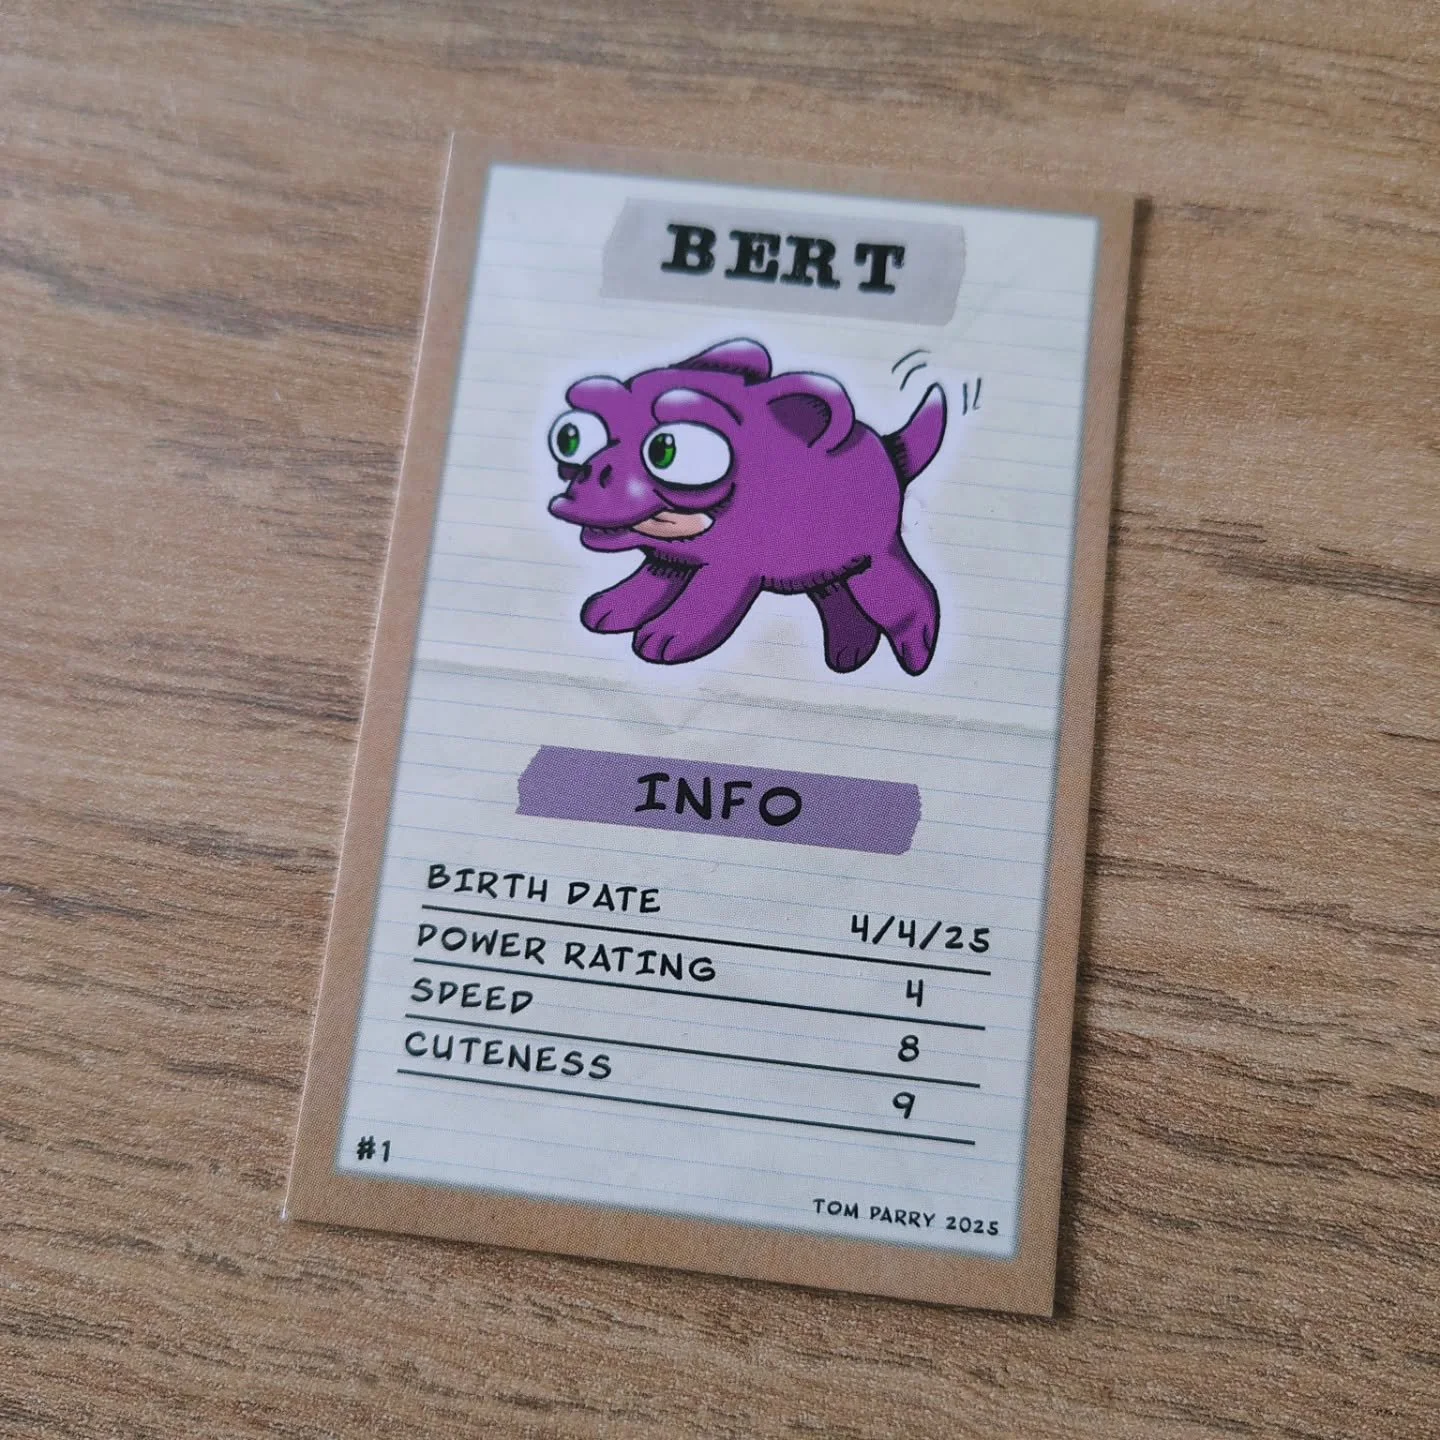 BERT
INFO
BIRTH DATE 4/4/25
POWER RATING 4
SPEED 8
CUTENESS 9
#1
TOM PARRY 2025